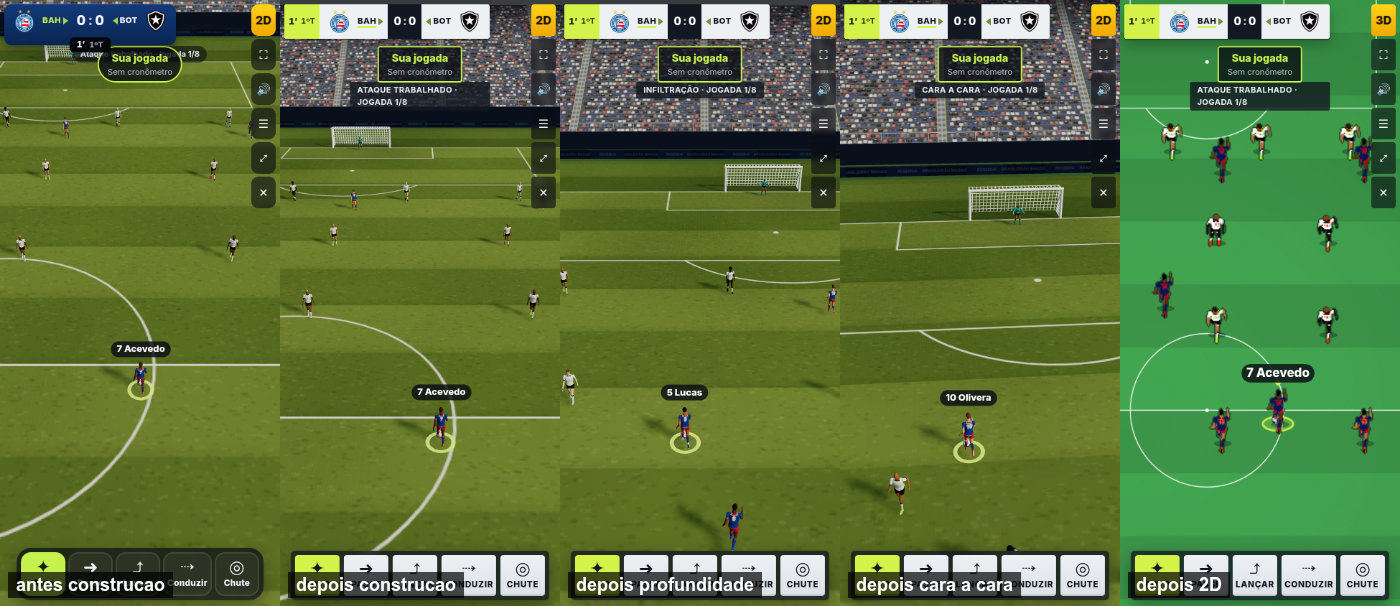 BAH 0:0 BOT
1' 1ºT
2D
Sua jogada
Sem cronômetro
7 Acevedo
Chute
antes construcao
1' 1ºT BAH 0:0 BOT
2D
Sua jogada
Sem cronômetro
ATAQUE TRABALHADO ·
JOGADA 1/8
7 Acevedo
CHUTE
depois construcao
1' 1ºT BAH 0:0 BOT
2D
Sua jogada
Sem cronômetro
INFILTRAÇÃO · JOGADA 1/8
5 Lucas
CHUTE
depois profundidade
1' 1ºT BAH 0:0 BOT
2D
Sua jogada
Sem cronômetro
CARA A CARA · JOGADA 1/8
10 Olivera
CONDUZIR CHUTE
depois cara a cara
1' 1ºT BAH 0:0 BOT
3D
Sua jogada
Sem cronômetro
ATAQUE TRABALHADO ·
JOGADA 1/8
7 Acevedo
LANÇAR CONDUZIR CHUTE
depois 2D